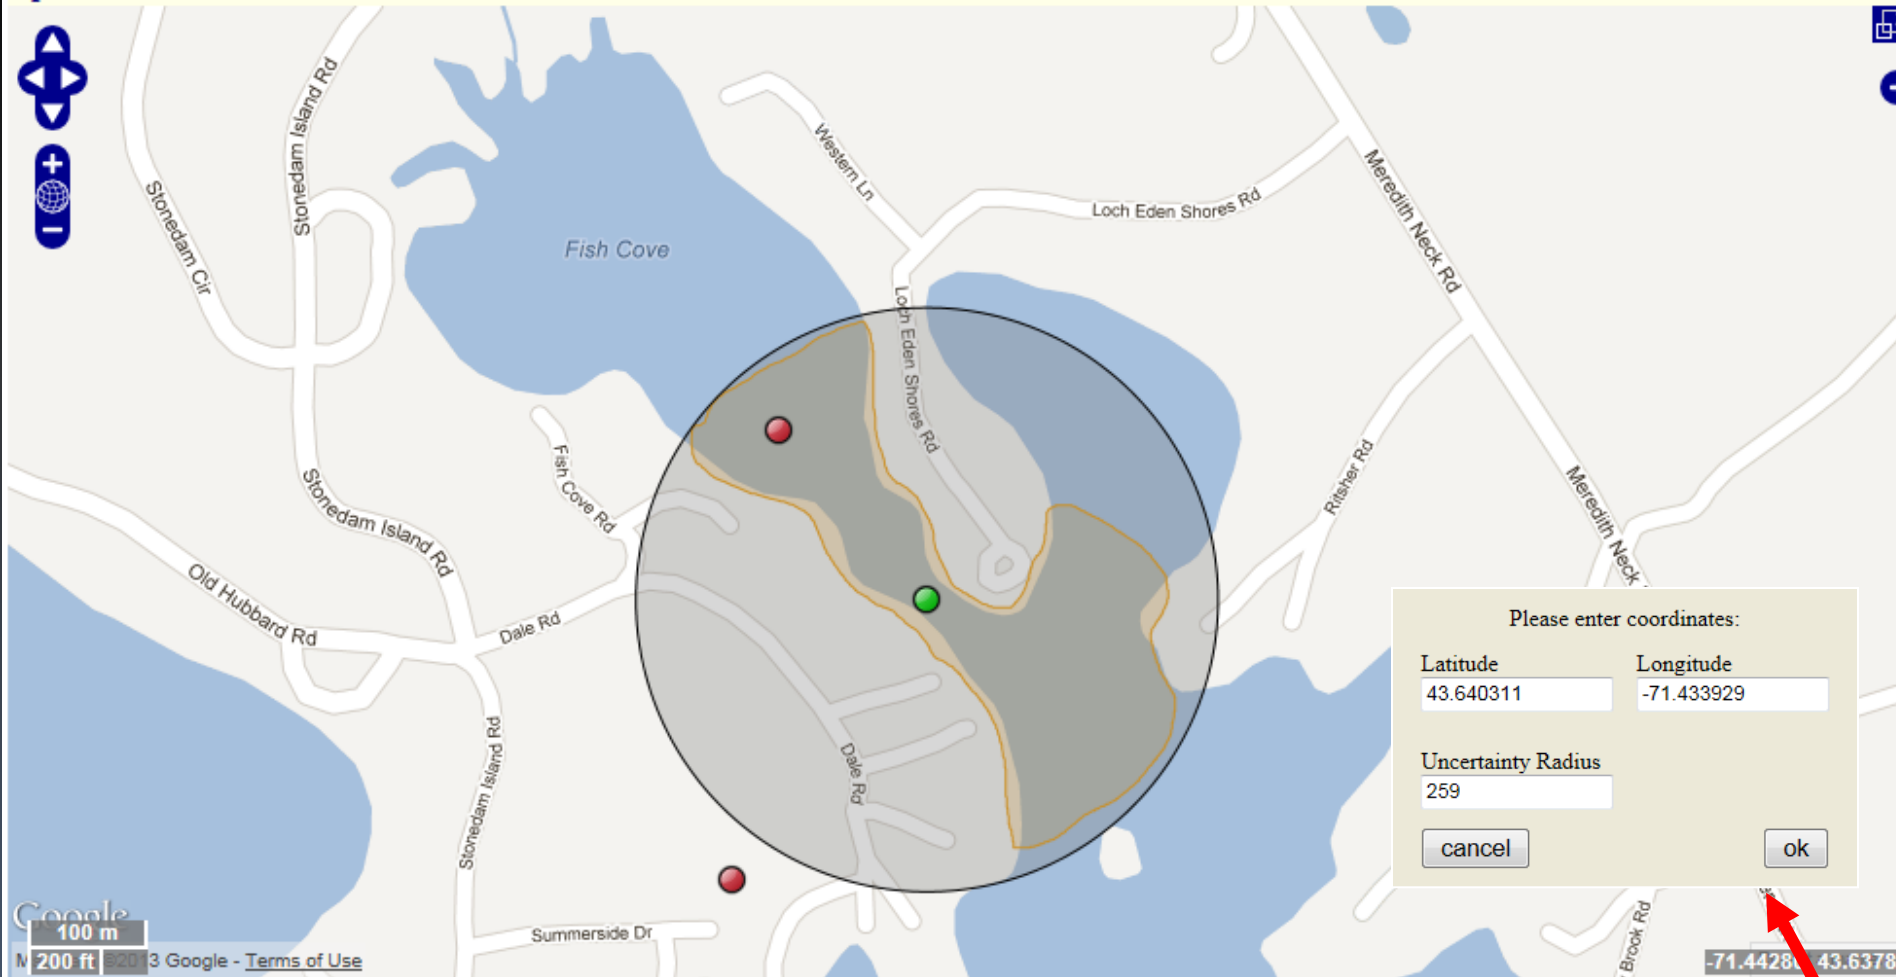 Stonedam Island Rd
Stonedam Cir
Western Ln
Meredith Neck Rd
Loch Eden Shores Rd
Fish Cove
Loch Eden Shores Rd
Fish Cove Rd
Ritsher Rd
Meredith Neck
Stonedam Island Rd
Old Hubbard Rd
Dale Rd
Please enter coordinates:
Latitude Longitude
43.640311 -71.433929
Uncertainty Radius
259
cancel ok
Dale Rd
Stonedam Island Rd
Summerside Dr
Brook Rd
Google
100 m
200 ft
©2013 Google - Terms of Use
43.6378